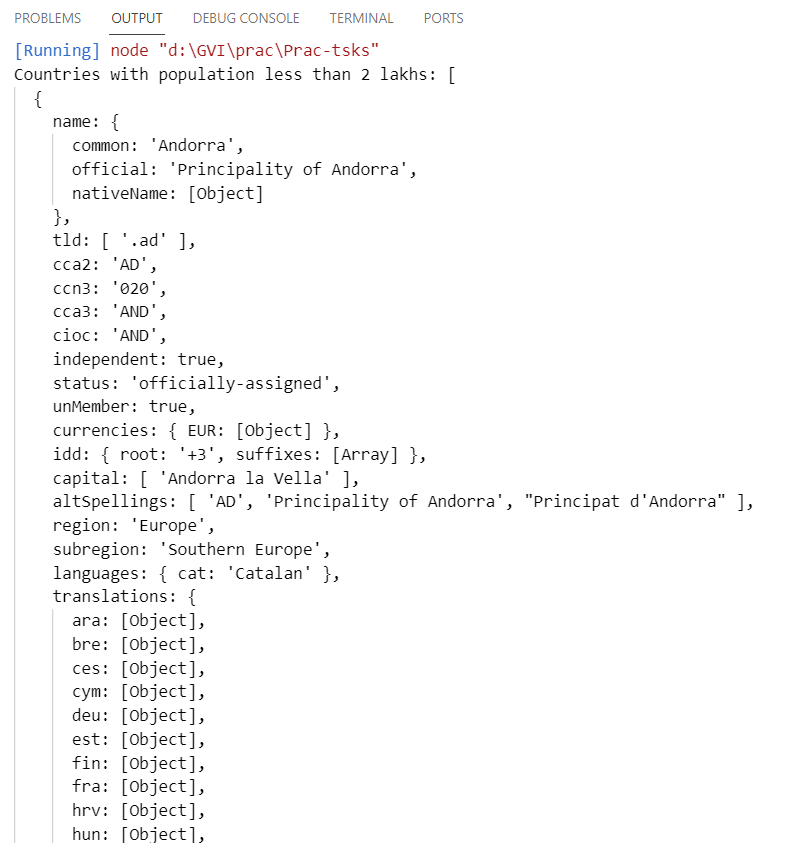 PROBLEMS OUTPUT DEBUG CONSOLE TERMINAL PORTS
[Running] node "d:\GVI\prac\Prac-tsks"
Countries with population less than 2 lakhs: [
  {
    name: {
      common: 'Andorra',
      official: 'Principality of Andorra',
      nativeName: [Object]
    },
    tld: [ '.ad' ],
    cca2: 'AD',
    ccn3: '020',
    cca3: 'AND',
    cioc: 'AND',
    independent: true,
    status: 'officially-assigned',
    unMember: true,
    currencies: { EUR: [Object] },
    idd: { root: '+3', suffixes: [Array] },
    capital: [ 'Andorra la Vella' ],
    altSpellings: [ 'AD', 'Principality of Andorra', "Principat d'Andorra" ],
    region: 'Europe',
    subregion: 'Southern Europe',
    languages: { cat: 'Catalan' },
    translations: {
      ara: [Object],
      bre: [Object],
      ces: [Object],
      cym: [Object],
      deu: [Object],
      est: [Object],
      fin: [Object],
      fra: [Object],
      hrv: [Object],
      hun: [Object],